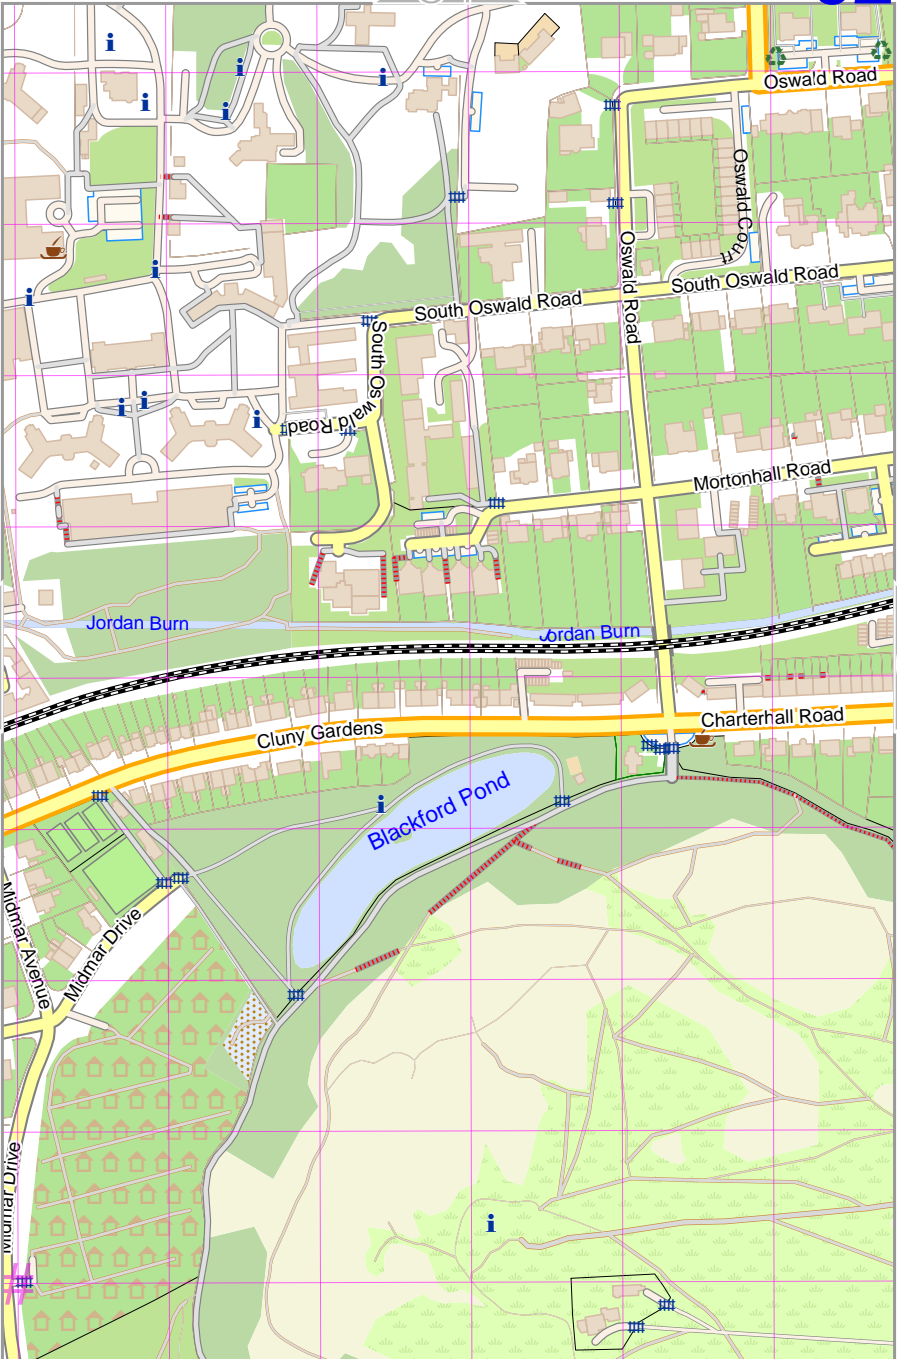 Oswald Road
Oswald Court
Oswald Road
South Oswald Road
South Oswald Road
South Oswald Road
Mortonhall Road
Jordan Burn
Jordan Burn
Charterhall Road
Cluny Gardens
Blackford Pond
Midmar Avenue
Midmar Drive
Midmar Drive